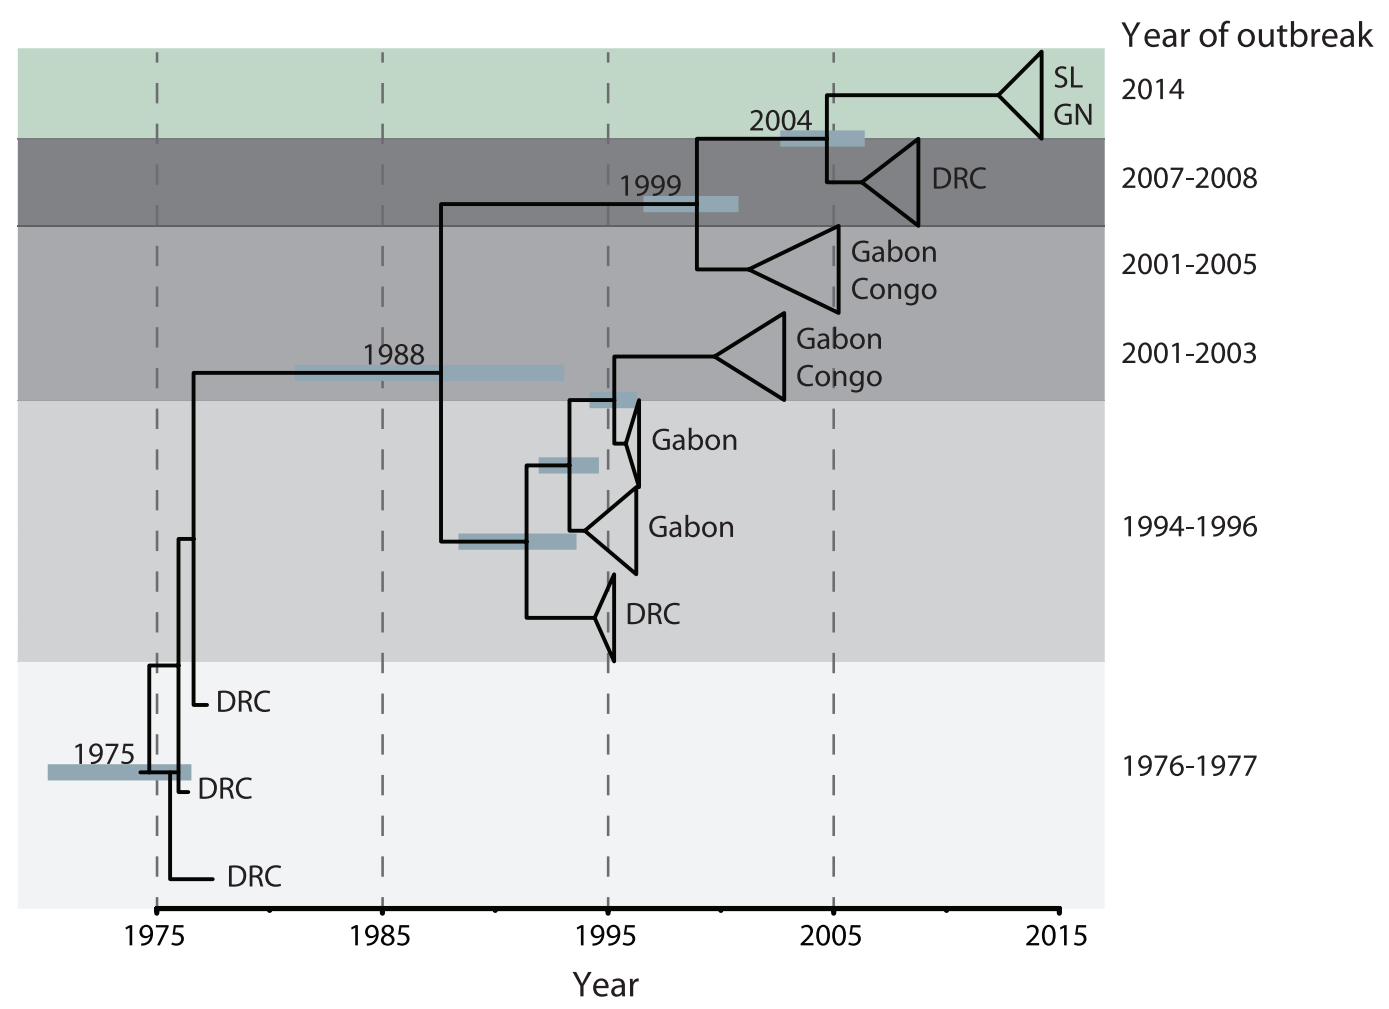 Year of outbreak
SL
GN
2014
2004
DRC
2007-2008
1999
Gabon
Congo
2001-2005
1988
Gabon
Congo
2001-2003
Gabon
Gabon
1994-1996
DRC
DRC
1975
DRC
1976-1977
DRC
1975 1985 1995 2005 2015
Year